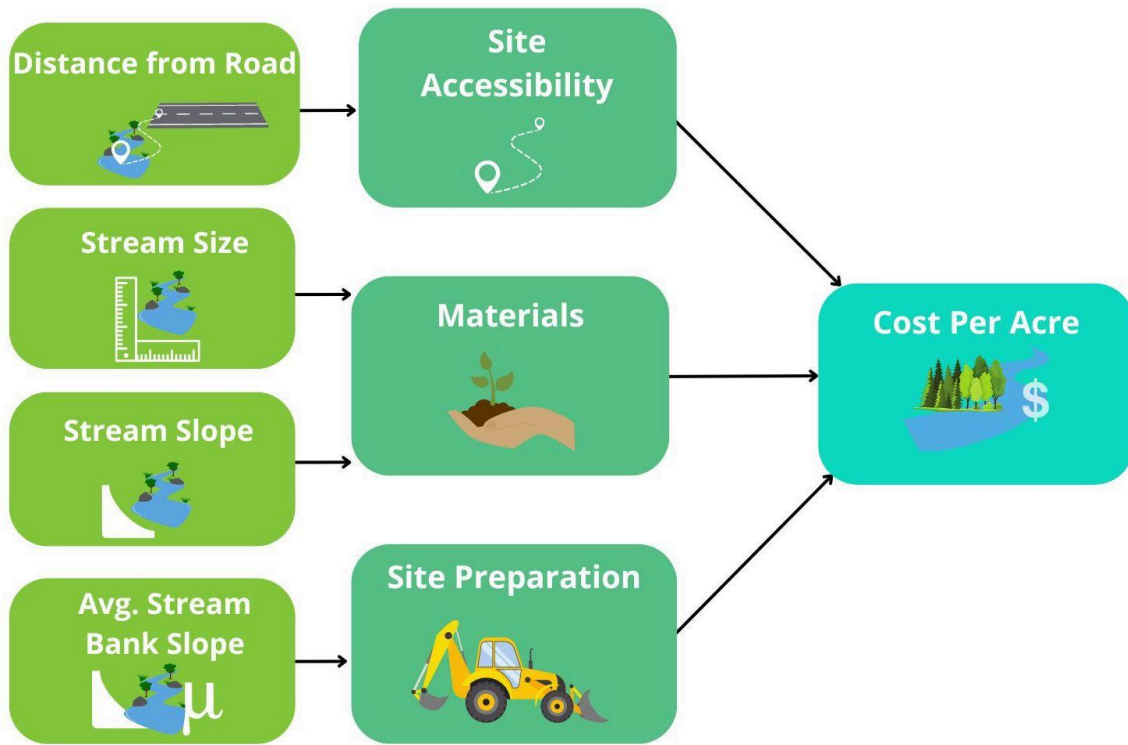 Distance from Road
Site
Accessibility
Stream Size
Materials
Cost Per Acre
$
Stream Slope
Site Preparation
Avg. Stream
Bank Slope
μ